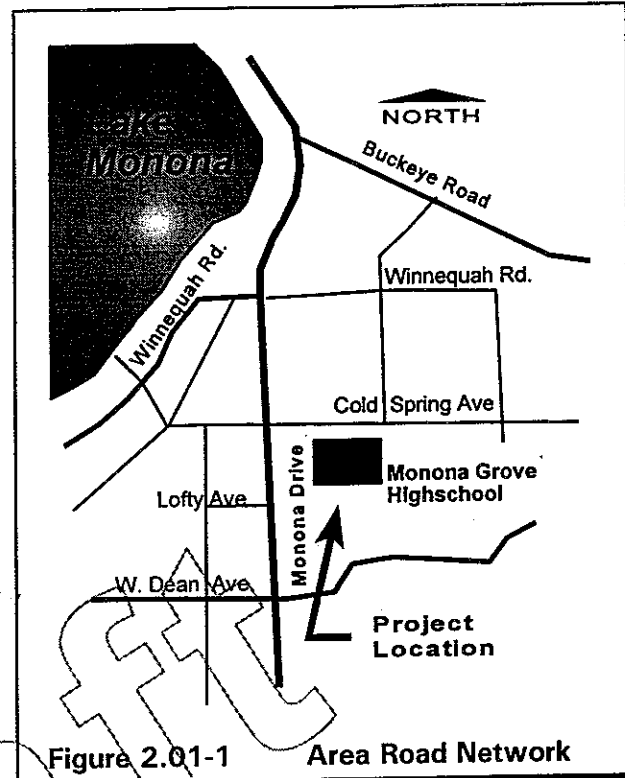 Lake
Monona
NORTH
Buckeye Road
Winnequah Rd.
Winnequah Rd.
Cold Spring Ave
Monona Drive
Monona Grove
Highschool
Lofty Ave
W. Dean Ave
Project
Location
ft
Figure 2.01-1 Area Road Network